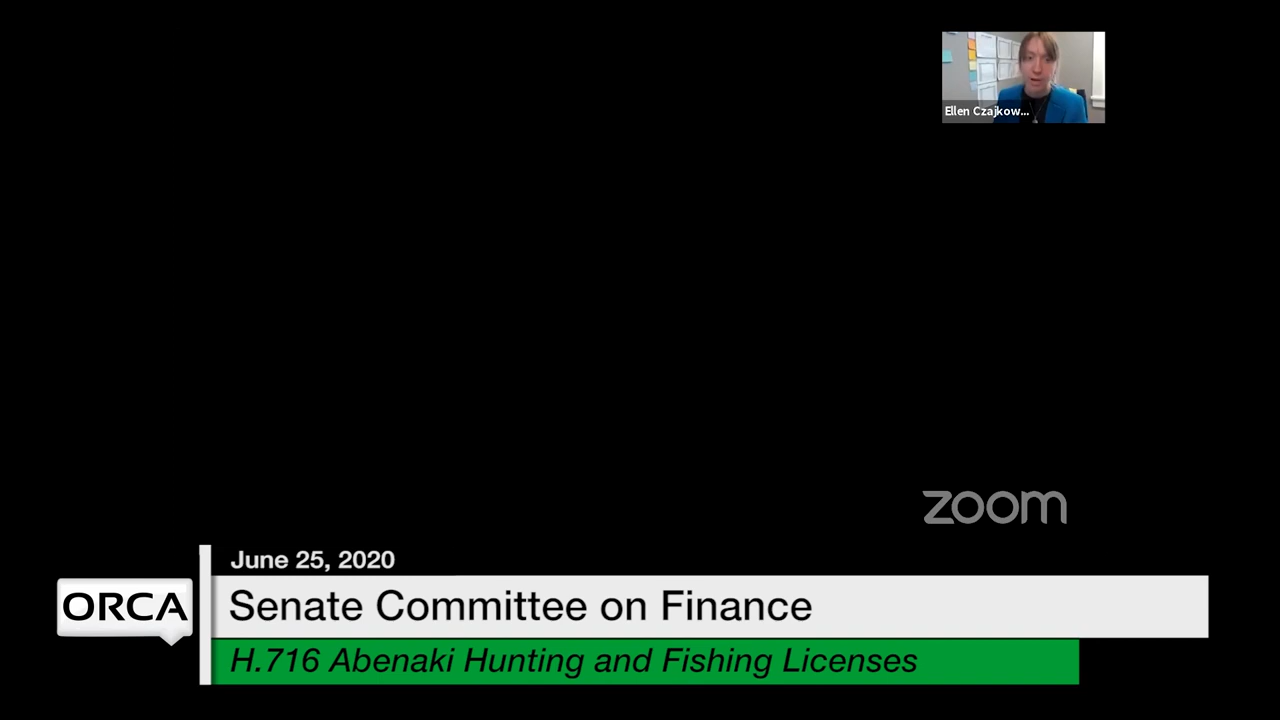 Ellen Czajkow...
zoom
June 25, 2020
ORCA
Senate Committee on Finance
H.716 Abenaki Hunting and Fishing Licenses